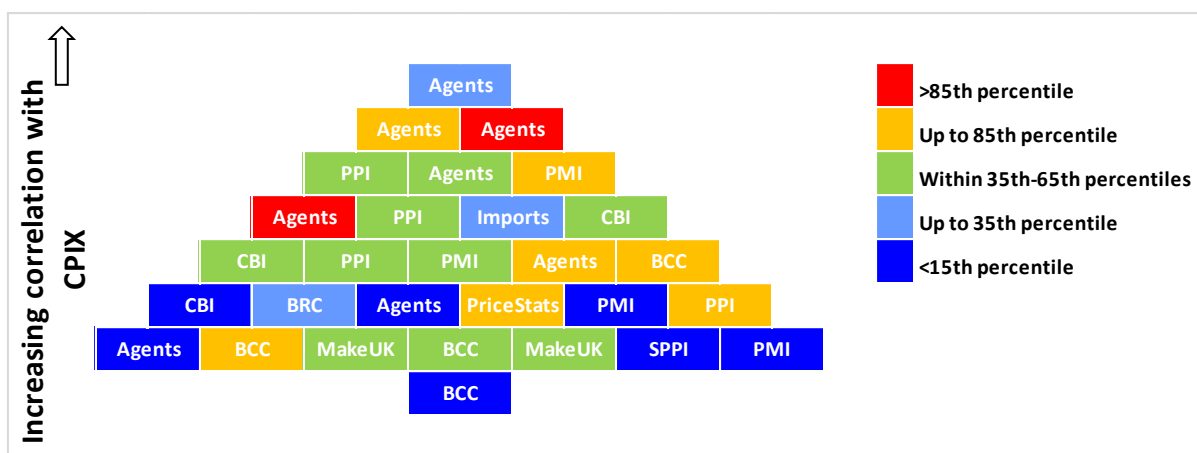 Increasing correlation with
CPIX
Agents
Agents Agents
PPI Agents PMI
Agents PPI Imports CBI
CBI PPI PMI Agents BCC
CBI BRC Agents PriceStats PMI PPI
Agents BCC MakeUK BCC MakeUK SPPI PMI
BCC
>85th percentile
Up to 85th percentile
Within 35th-65th percentiles
Up to 35th percentile
<15th percentile